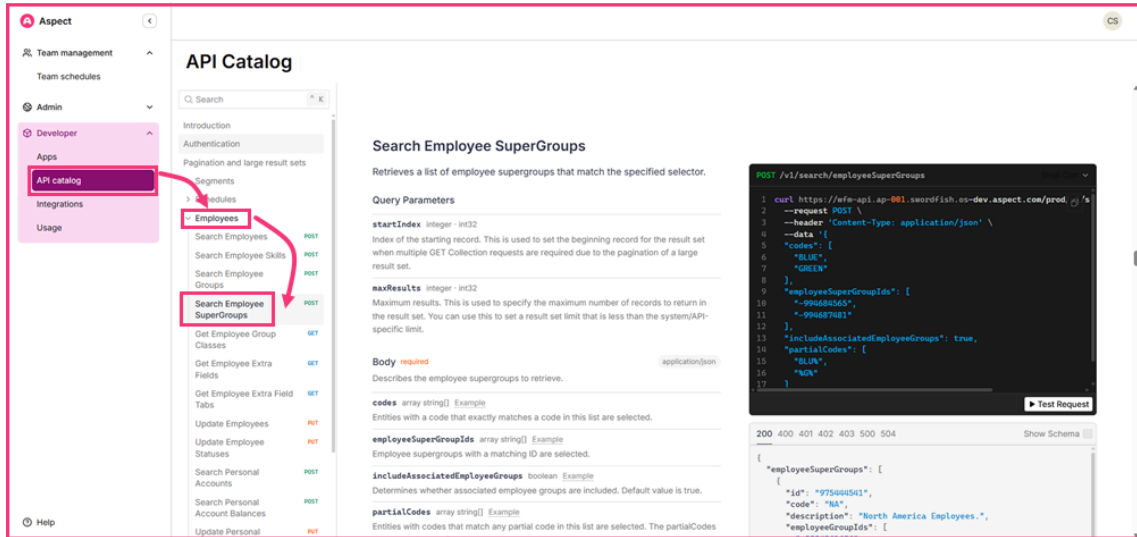 Aspect
CS
Team management
Team schedules
Admin
Developer
Apps
API catalog
Integrations
Usage
Help
API Catalog
Search
^ K
Introduction
Authentication
Pagination and large result sets
Segments
Schedules
Employees
Search Employees POST
Search Employee Skills POST
Search Employee POST
Groups
Search Employee POST
SuperGroups
Get Employee Group GET
Classes
Get Employee Extra GET
Fields
Get Employee Extra Field GET
Tabs
Update Employees PUT
Update Employee PUT
Statuses
Search Personal POST
Accounts
Search Personal POST
Account Balances
Update Personal PUT
Search Employee SuperGroups
Retrieves a list of employee supergroups that match the specified selector.
Query Parameters
startIndex integer · int32
Index of the starting record. This is used to set the beginning record for the result set
when multiple GET Collection requests are required due to the pagination of a large
result set.
maxResults integer · int32
Maximum results. This is used to specify the maximum number of records to return in
the result set. You can use this to set a result set limit that is less than the system/API-
specific limit.
Body required application/json
Describes the employee supergroups to retrieve.
codes array string[] Example
Entities with a code that exactly matches a code in this list are selected.
employeeSuperGroupIds array string[] Example
Employee supergroups with a matching ID are selected.
includeAssociatedEmployeeGroups boolean Example
Determines whether associated employee groups are included. Default value is true.
partialCodes array string[] Example
Entities with codes that match any partial code in this list are selected. The partialCodes
POST /v1/search/employeeSuperGroups
1 curl https://wfm-api.ap-001.swordfish.os-dev.aspect.com/prod/
2 --request POST \
3 --header 'Content-Type: application/json' \
4 --data '{
5 "codes": [
6 "BLUE",
7 "GREEN"
8 ],
9 "employeeSuperGroupIds": [
10 "-994684565",
11 "-994687481"
12 ],
13 "includeAssociatedEmployeeGroups": true,
14 "partialCodes": [
15 "BLU%",
16 "%G%"
17 ]
Test Request
200 400 401 402 403 500 504 Show Schema
{
"employeeSuperGroups": [
{
"id": "975444541",
"code": "NA",
"description": "North America Employees.",
"employeeGroupIds": [